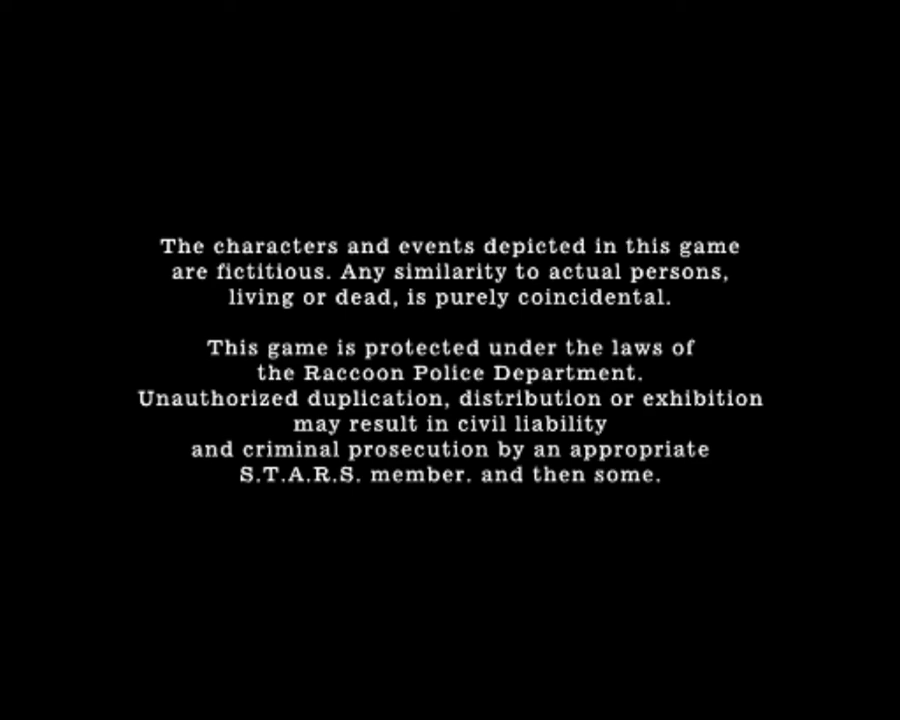 The characters and events depicted in this game
are fictitious. Any similarity to actual persons,
living or dead, is purely coincidental.
This game is protected under the laws of
the Raccoon Police Department.
Unauthorized duplication, distribution or exhibition
may result in civil liability
and criminal prosecution by an appropriate
S.T.A.R.S. member. and then some.